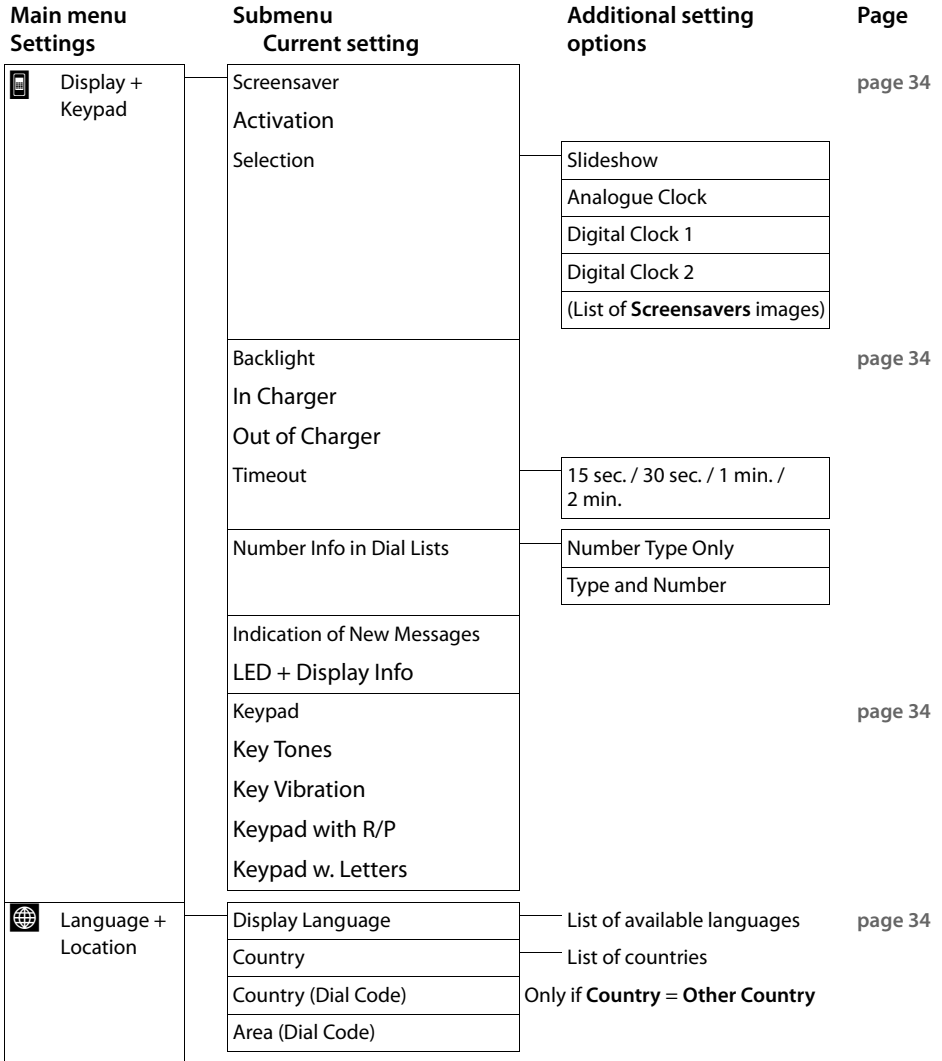 Main menu Submenu Additional setting Page
Settings Current setting options
Display + Screensaver page 34
Keypad
Activation
Selection Slideshow
Analogue Clock
Digital Clock 1
Digital Clock 2
(List of Screensavers images)
Backlight page 34
In Charger
Out of Charger
Timeout 15 sec. / 30 sec. / 1 min. /
2 min.
Number Info in Dial Lists Number Type Only
Type and Number
Indication of New Messages
LED + Display Info
Keypad page 34
Key Tones
Key Vibration
Keypad with R/P
Keypad w. Letters
Language + Display Language List of available languages page 34
Location
Country List of countries
Country (Dial Code) Only if Country = Other Country
Area (Dial Code)